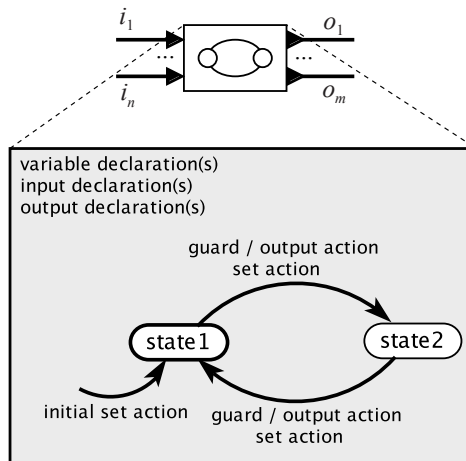 i1 o1
... ...
in om
variable declaration(s)
input declaration(s)
output declaration(s)
guard / output action
set action
state1 state2
initial set action
guard / output action
set action